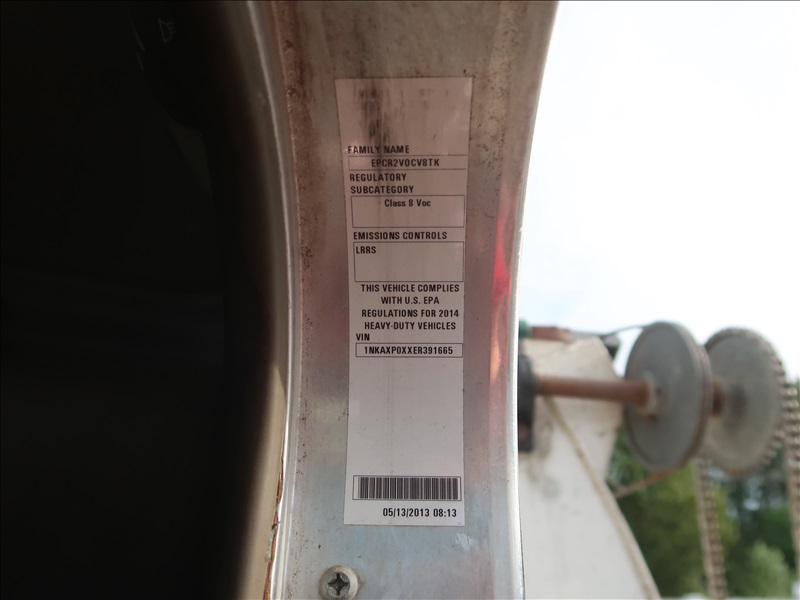 FAMILY NAME
EPCR2VOCV8TK
REGULATORY
SUBCATEGORY
Class 8 Voc
EMISSIONS CONTROLS
LRRS
THIS VEHICLE COMPLIES
WITH U.S. EPA
REGULATIONS FOR 2014
HEAVY-DUTY VEHICLES
VIN
1NKAXP0XXER391665
05/13/2013 08:13